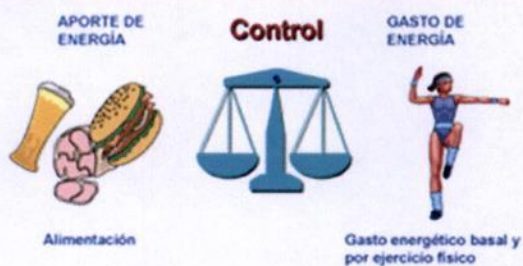 APORTE DE
ENERGÍA
Control
GASTO DE
ENERGÍA
Alimentación
Gasto energético basal y
por ejercicio físico